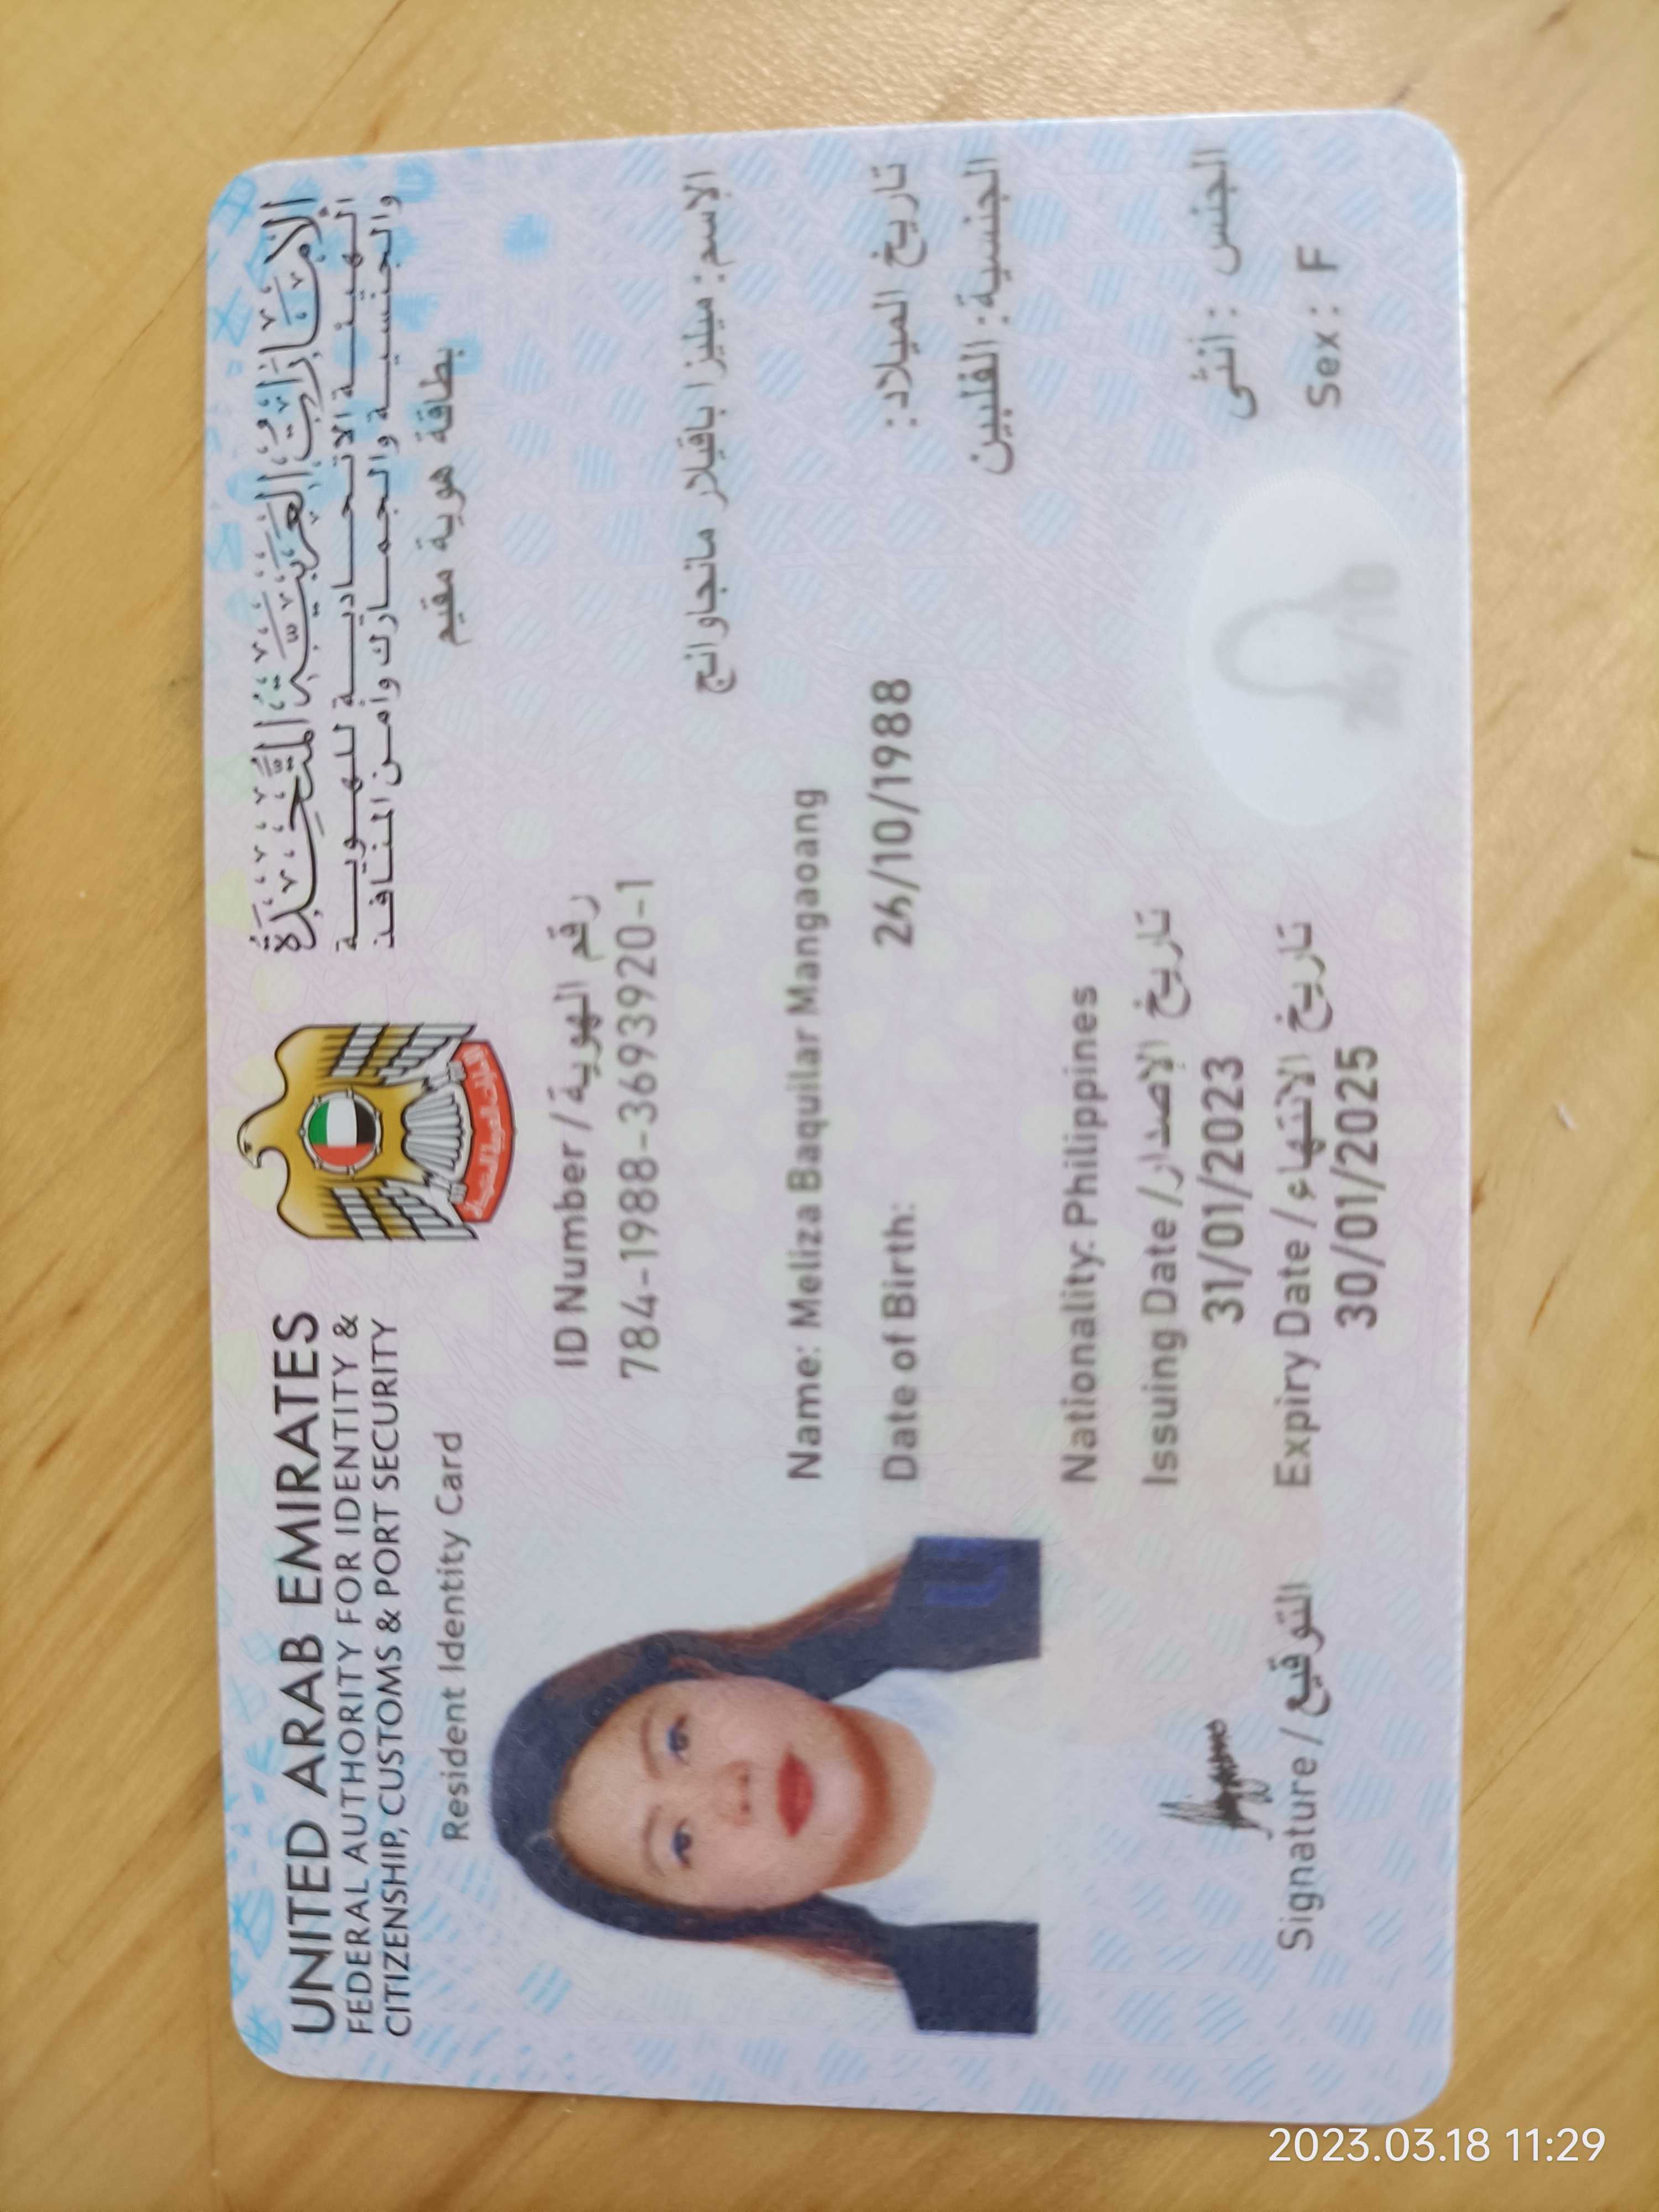 UNITED ARAB EMIRATES
FEDERAL AUTHORITY FOR IDENTITY &
CITIZENSHIP, CUSTOMS & PORT SECURITY
Resident Identity Card
الإمارات العربية المتحدة
الهيئة الاتحادية للهوية
والجنسية والجمارك وأمن المنافذ
بطاقة هوية مقيم
ID Number / رقم الهوية
784-1988-3693920-1
الإسم: ميليزا باقيلار مانجاوانج
Name: Meliza Baquilar Mangaoang
Date of Birth: 26/10/1988 تاريخ الميلاد:
الجنسية: الفلبين
Nationality: Philippines
Issuing Date / تاريخ الإصدار
31/01/2023
الجنس : أنثى
Expiry Date / تاريخ الانتهاء
30/01/2025
Sex : F
Signature / التوقيع
2023.03.18 11:29